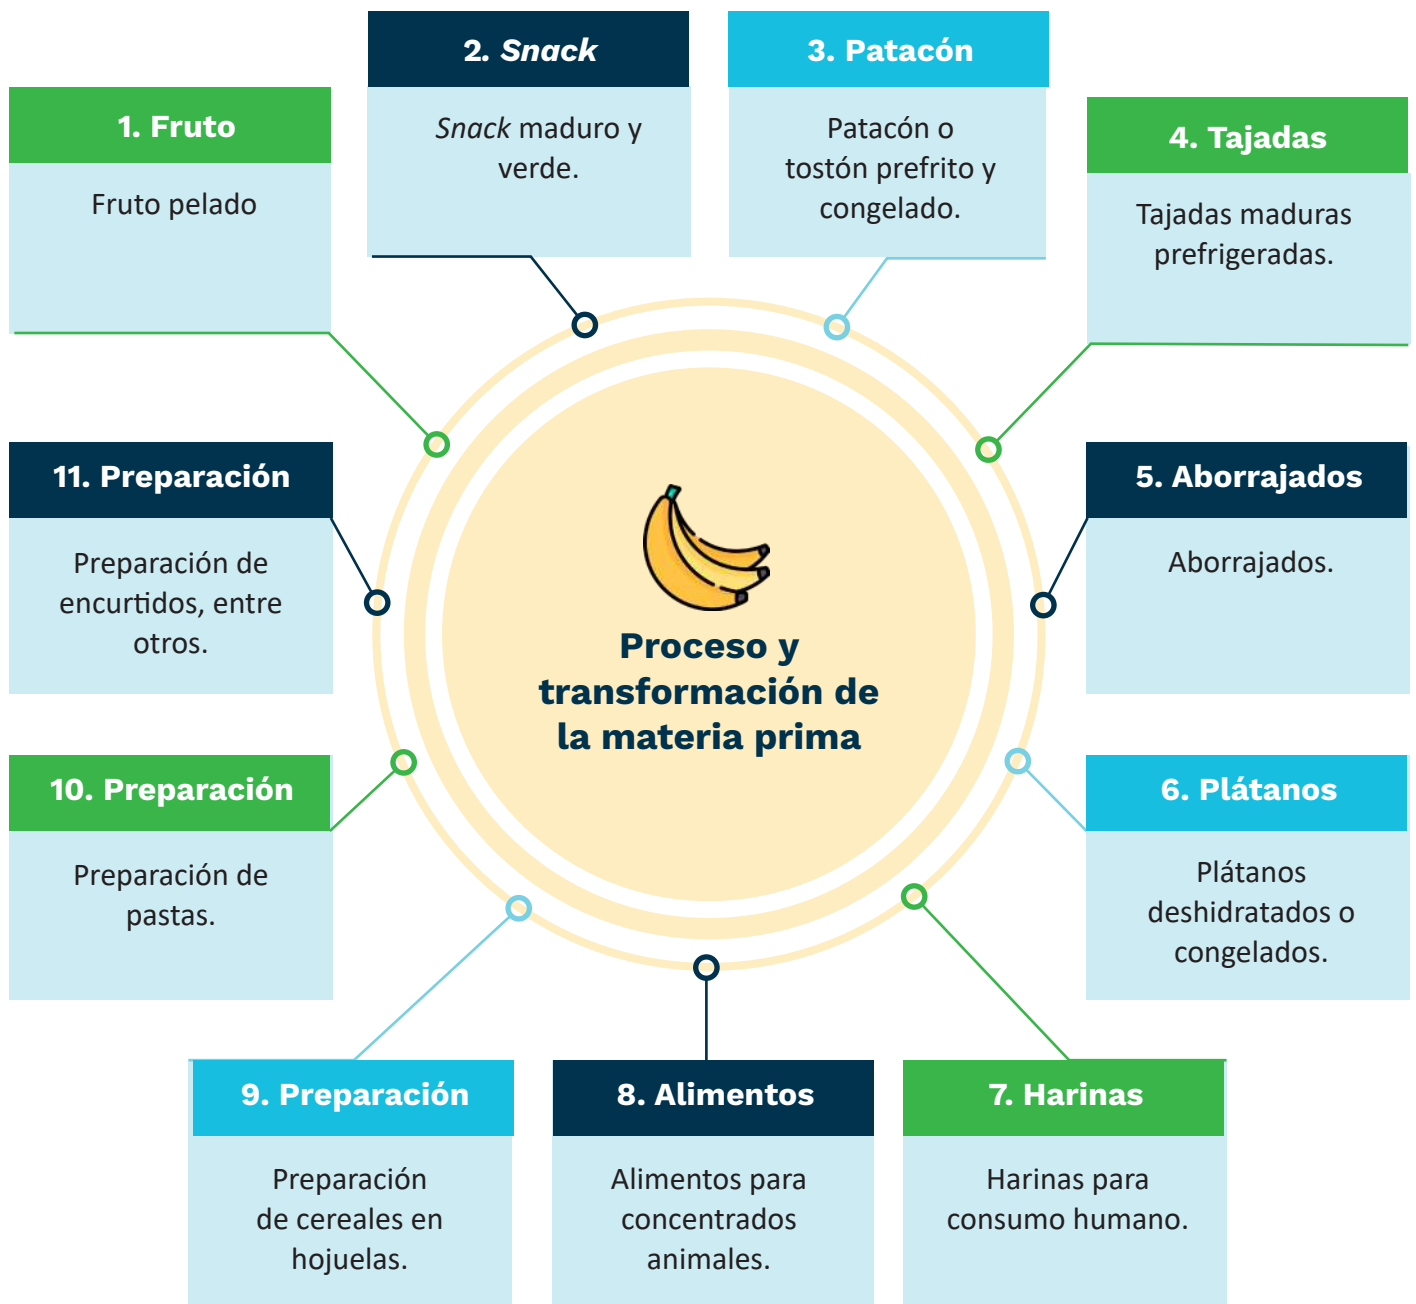 1. Fruto
Fruto pelado
2. Snack
Snack maduro y
verde.
3. Patacón
Patacón o
tostón prefrito y
congelado.
4. Tajadas
Tajadas maduras
prefrigeradas.
5. Aborrajados
Aborrajados.
6. Plátanos
Plátanos
deshidratados o
congelados.
7. Harinas
Harinas para
consumo humano.
8. Alimentos
Alimentos para
concentrados
animales.
9. Preparación
Preparación
de cereales en
hojuelas.
10. Preparación
Preparación de
pastas.
11. Preparación
Preparación de
encurtidos, entre
otros.
Proceso y
transformación de
la materia prima